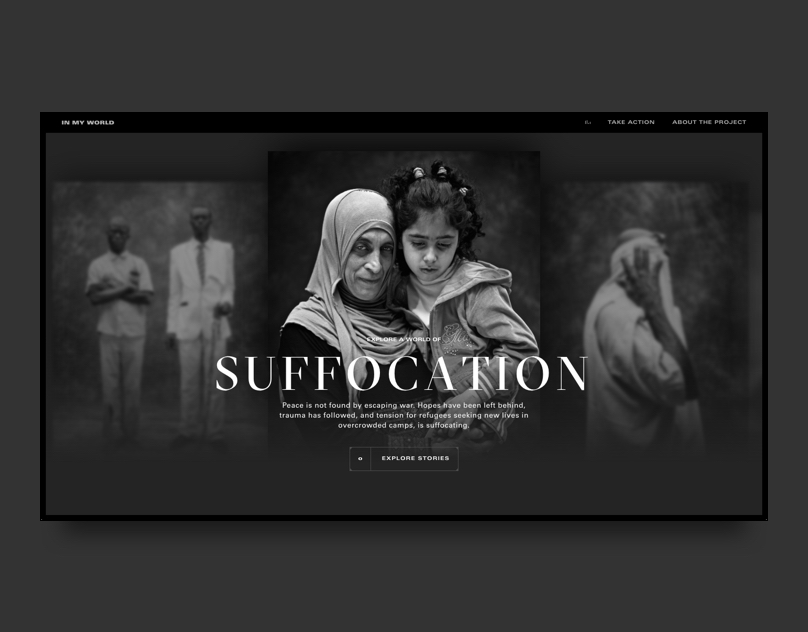 IN MY WORLD
TAKE ACTION
ABOUT THE PROJECT
EXPLORE A WORLD OF
SUFFOCATION
Peace is not found by escaping war. Hopes have been left behind,
trauma has followed, and tension for refugees seeking new lives in
overcrowded camps, is suffocating.
EXPLORE STORIES